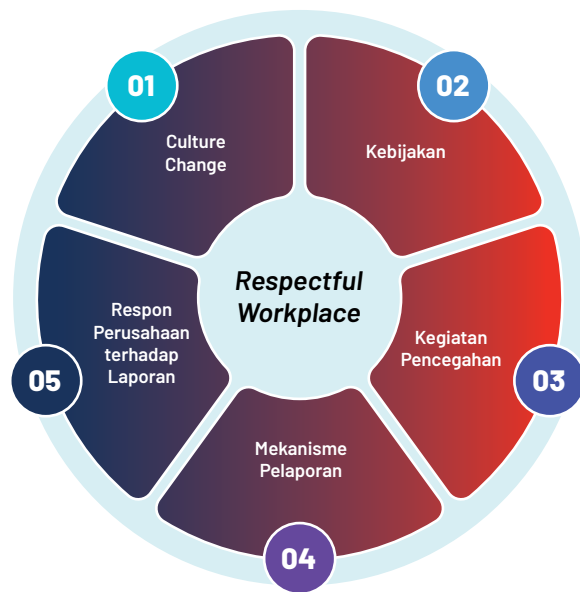 Respectful
Workplace
01
Culture
Change
02
Kebijakan
03
Kegiatan
Pencegahan
04
Mekanisme
Pelaporan
05
Respon
Perusahaan
terhadap
Laporan